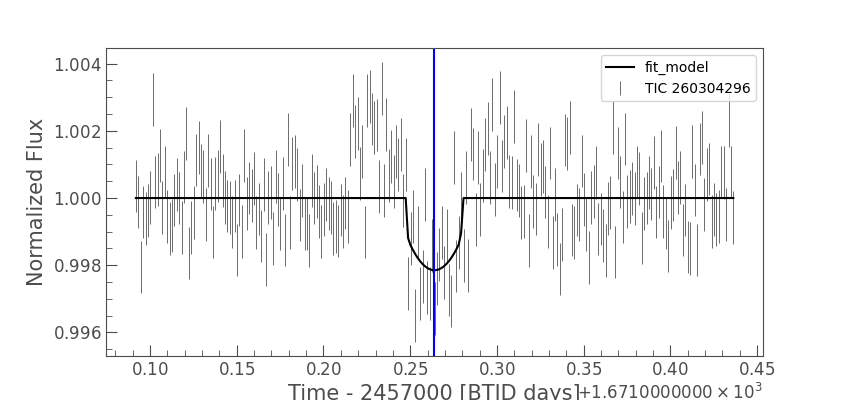 1.004
1.002
1.000
0.998
0.996
Normalized Flux
fit_model
TIC 260304296
0.10 0.15 0.20 0.25 0.30 0.35 0.40 0.45
Time - 2457000 [BTJD days]
+1.6710000000 × 10³